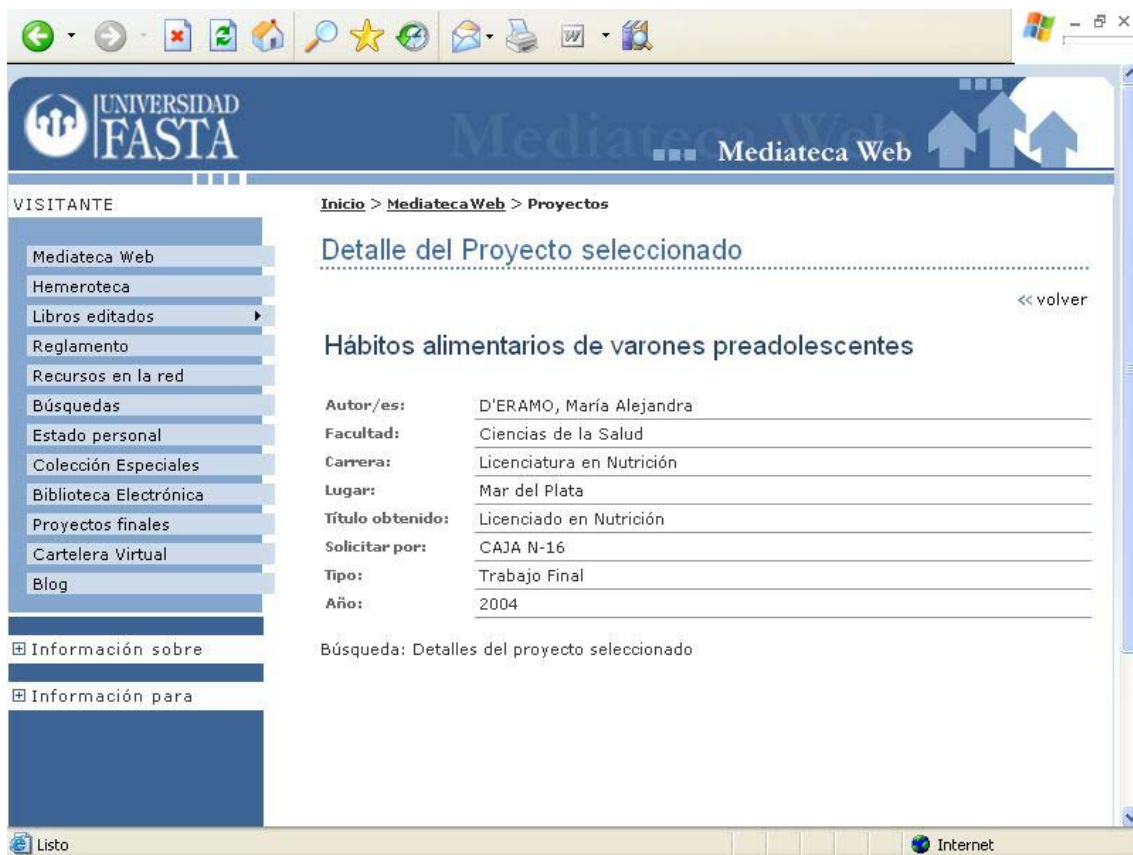 UNIVERSIDAD
FASTA
Mediateca Web
Mediateca Web
VISITANTE
Mediateca Web
Hemeroteca
Libros editados
Reglamento
Recursos en la red
Búsquedas
Estado personal
Colección Especiales
Biblioteca Electrónica
Proyectos finales
Cartelera Virtual
Blog
Información sobre
Información para
Inicio > MediatecaWeb > Proyectos
Detalle del Proyecto seleccionado
<< volver
Hábitos alimentarios de varones preadolescentes
Autor/es: D'ERAMO, María Alejandra
Facultad: Ciencias de la Salud
Carrera: Licenciatura en Nutrición
Lugar: Mar del Plata
Título obtenido: Licenciado en Nutrición
Solicitar por: CAJA N-16
Tipo: Trabajo Final
Año: 2004
Búsqueda: Detalles del proyecto seleccionado
Listo
Internet